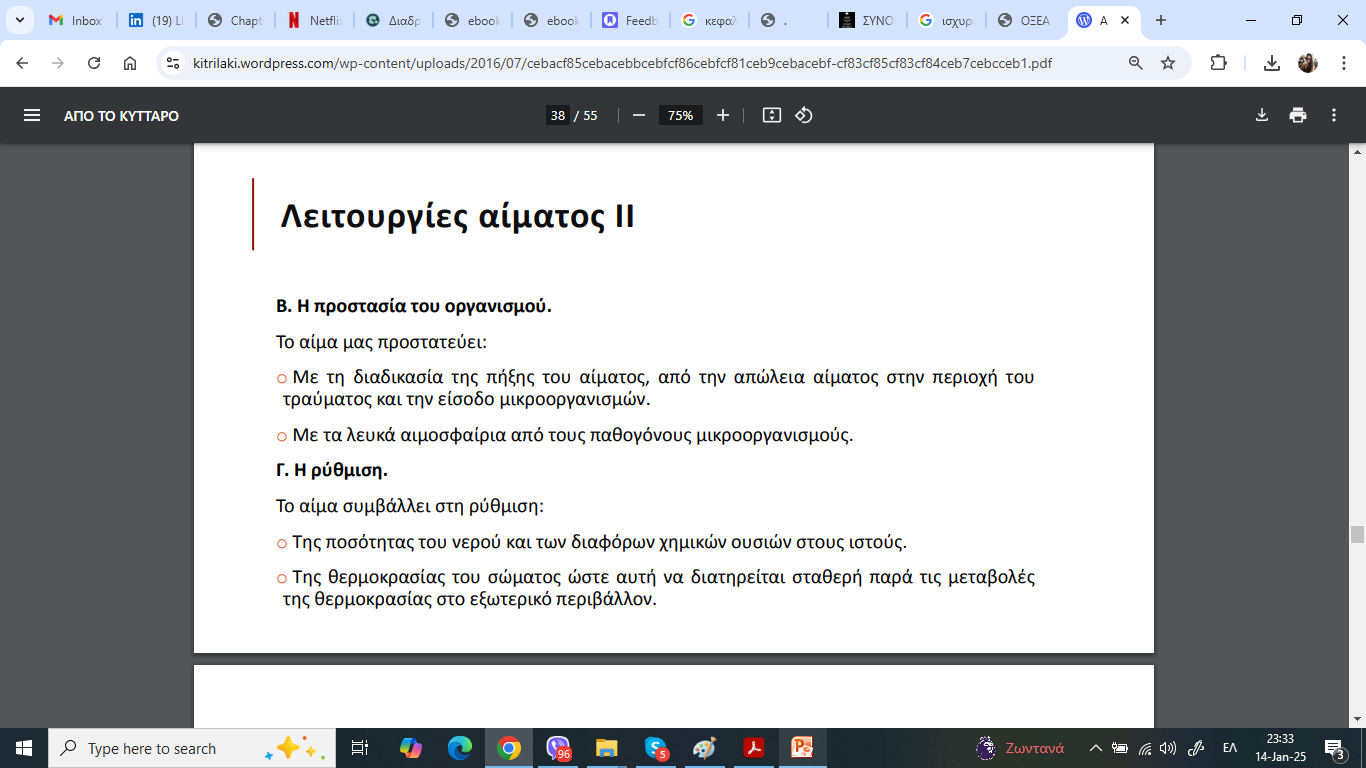 Inbox
(19) Li
Chapt
Netfli
Διαδρ
ebook
ebook
Feedb
κεφαλ
.
ΣΥΝΟ
ισχυρ
ΟΞΕΑ
A
kitrilaki.wordpress.com/wp-content/uploads/2016/07/cebacf85cebacebbcebfcf86cebfcf81ceb9cebacebf-cf83cf85cf83cf84ceb7cebcceb1.pdf
ΑΠΟ ΤΟ ΚΥΤΤΑΡΟ
38 / 55
75%
Λειτουργίες αίματος ΙΙ
Β. Η προστασία του οργανισμού.
Το αίμα μας προστατεύει:
Με τη διαδικασία της πήξης του αίματος, από την απώλεια αίματος στην περιοχή του
τραύματος και την είσοδο μικροοργανισμών.
Με τα λευκά αιμοσφαίρια από τους παθογόνους μικροοργανισμούς.
Γ. Η ρύθμιση.
Το αίμα συμβάλλει στη ρύθμιση:
Της ποσότητας του νερού και των διαφόρων χημικών ουσιών στους ιστούς.
Της θερμοκρασίας του σώματος ώστε αυτή να διατηρείται σταθερή παρά τις μεταβολές
της θερμοκρασίας στο εξωτερικό περιβάλλον.
Type here to search
96
5
Ζωντανά
ΕΛ
23:33
14-Jan-25
3